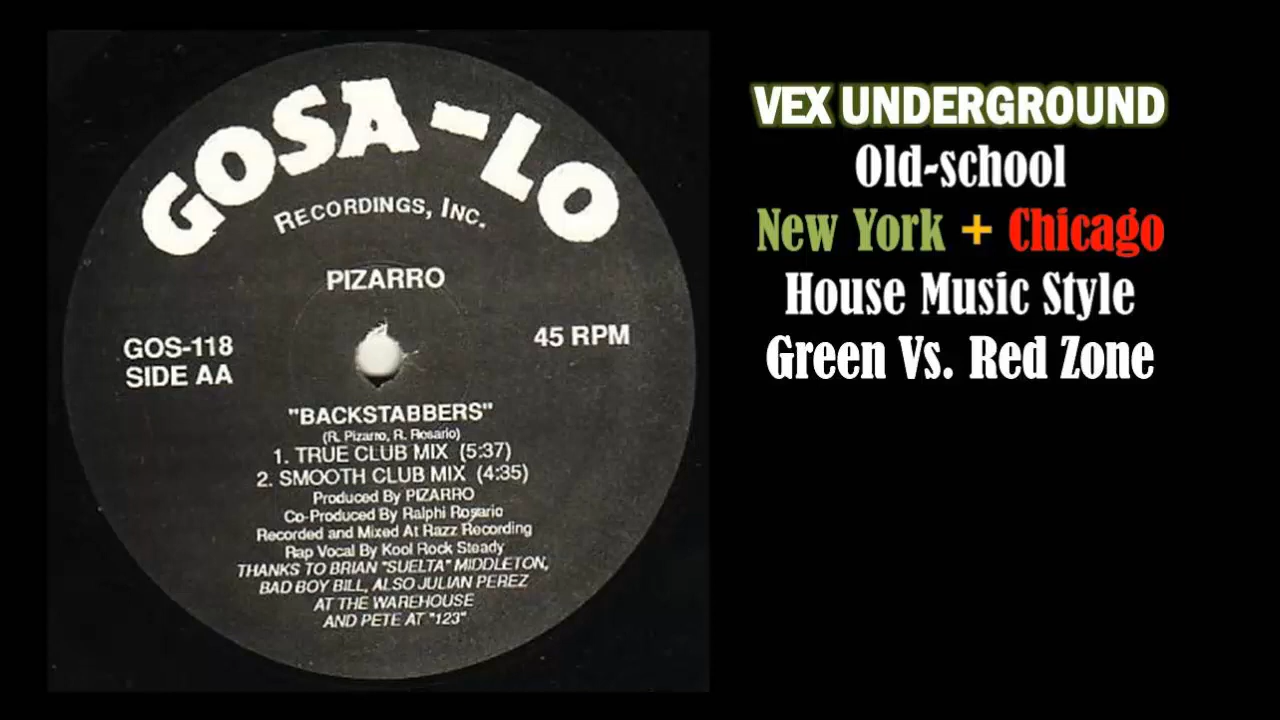 GOSA-LO
RECORDINGS, INC.
PIZARRO
GOS-118
SIDE AA
45 RPM
"BACKSTABBERS"
(R. Pizarro, R. Rosario)
1. TRUE CLUB MIX (5:37)
2. SMOOTH CLUB MIX (4:35)
Produced By PIZARRO
Co-Produced By Ralphi Rosario
Recorded and Mixed At Razz Recording
Rap Vocal By Kool Rock Steady
THANKS TO BRIAN "SUELTA" MIDDLETON,
BAD BOY BILL, ALSO JULIAN PEREZ
AT THE WAREHOUSE
AND PETE AT "123"
VEX UNDERGROUND
Old-school
New York + Chicago
House Music Style
Green Vs. Red Zone